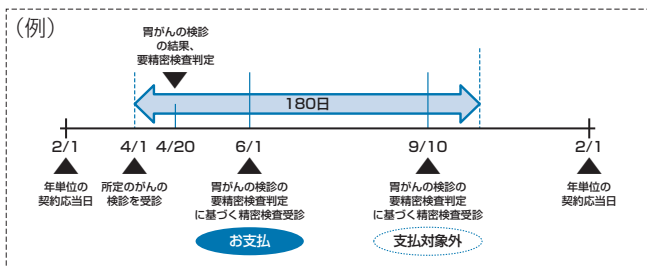 (例)
胃がんの検診
の結果、
要精密検査判定
180日
2/1
4/1
4/20
6/1
9/10
2/1
年単位の
契約応当日
所定のがんの
検診を受診
胃がんの検診の
要精密検査判定
に基づく精密検査受診
お支払
胃がんの検診の
要精密検査判定
に基づく精密検査受診
支払対象外
年単位の
契約応当日